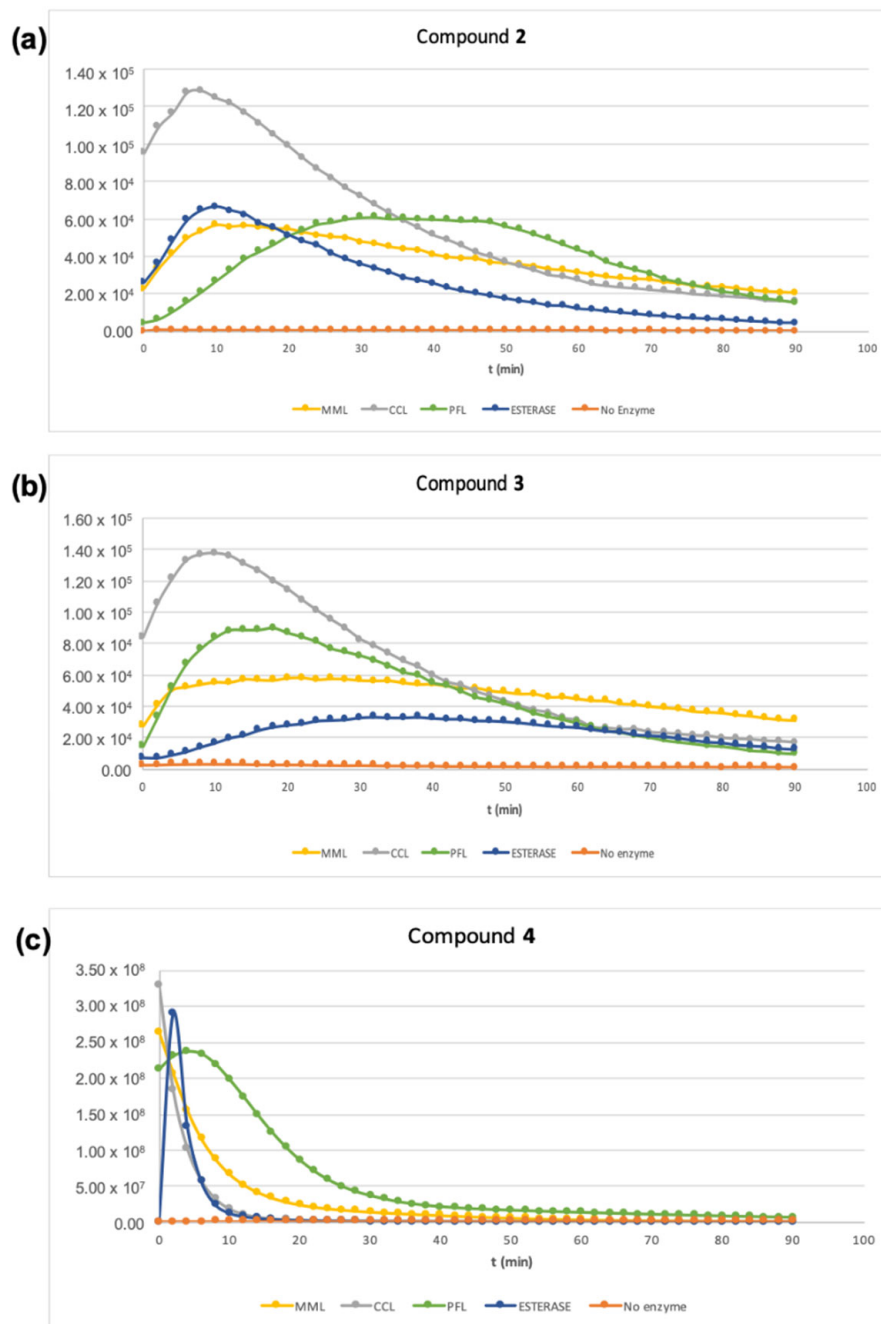 (a)
Compound 2
1.40 x 10⁵
1.20 x 10⁵
1.00 x 10⁵
8.00 x 10⁴
6.00 x 10⁴
4.00 x 10⁴
2.00 x 10⁴
0.00
0 10 20 30 40 50 60 70 80 90 100
t (min)
MML CCL PFL ESTERASE No Enzyme
(b)
Compound 3
1.60 x 10⁵
1.40 x 10⁵
1.20 x 10⁵
1.00 x 10⁵
8.00 x 10⁴
6.00 x 10⁴
4.00 x 10⁴
2.00 x 10⁴
0.00
0 10 20 30 40 50 60 70 80 90 100
t (min)
MML CCL PFL ESTERASE No enzyme
(c)
Compound 4
3.50 x 10⁸
3.00 x 10⁸
2.50 x 10⁸
2.00 x 10⁸
1.50 x 10⁸
1.00 x 10⁸
5.00 x 10⁷
0.00
0 10 20 30 40 50 60 70 80 90 100
t (min)
MML CCL PFL ESTERASE No enzyme